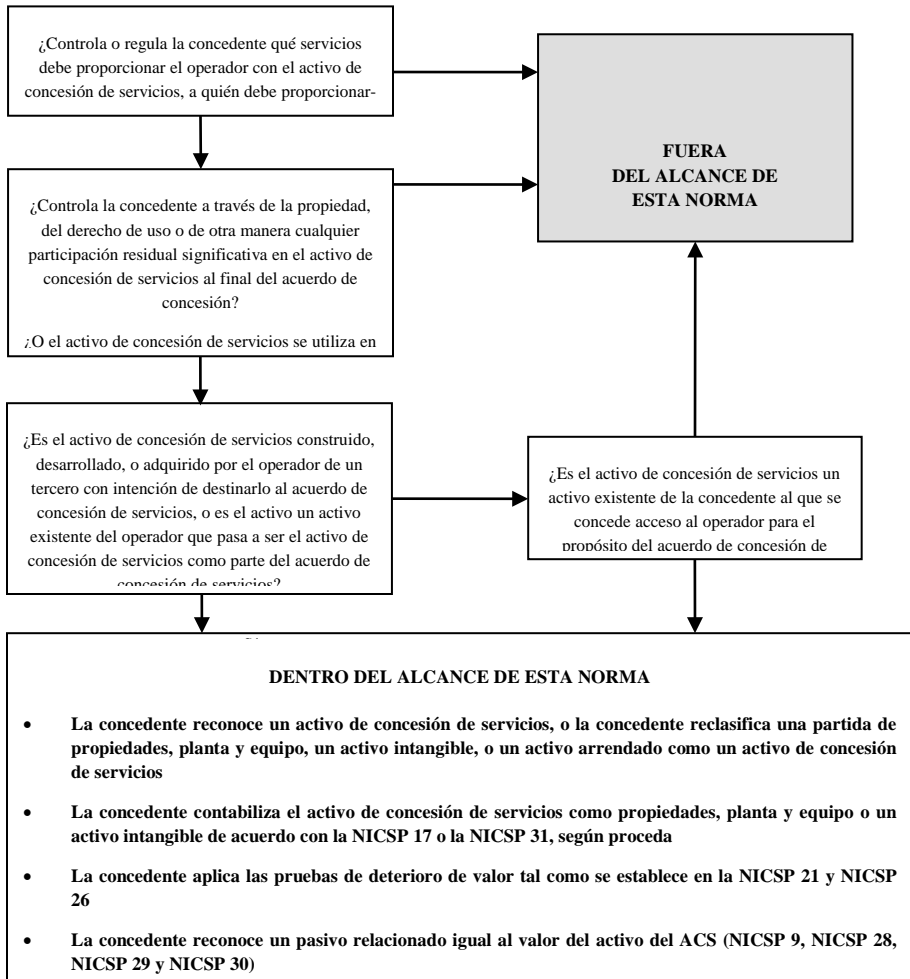 ¿Controla o regula la concedente qué servicios
debe proporcionar el operador con el activo de
concesión de servicios, a quién debe proporcionar-
FUERA
DEL ALCANCE DE
ESTA NORMA
¿Controla la concedente a través de la propiedad,
del derecho de uso o de otra manera cualquier
participación residual significativa en el activo de
concesión de servicios al final del acuerdo de
concesión?
¿O el activo de concesión de servicios se utiliza en
¿Es el activo de concesión de servicios construido,
desarrollado, o adquirido por el operador de un
tercero con intención de destinarlo al acuerdo de
concesión de servicios, o es el activo un activo
existente del operador que pasa a ser el activo de
concesión de servicios como parte del acuerdo de
concesión de servicios?
¿Es el activo de concesión de servicios un
activo existente de la concedente al que se
concede acceso al operador para el
propósito del acuerdo de concesión de
DENTRO DEL ALCANCE DE ESTA NORMA
• La concedente reconoce un activo de concesión de servicios, o la concedente reclasifica una partida de
propiedades, planta y equipo, un activo intangible, o un activo arrendado como un activo de concesión
de servicios
• La concedente contabiliza el activo de concesión de servicios como propiedades, planta y equipo o un
activo intangible de acuerdo con la NICSP 17 o la NICSP 31, según proceda
• La concedente aplica las pruebas de deterioro de valor tal como se establece en la NICSP 21 y NICSP
26
• La concedente reconoce un pasivo relacionado igual al valor del activo del ACS (NICSP 9, NICSP 28,
NICSP 29 y NICSP 30)